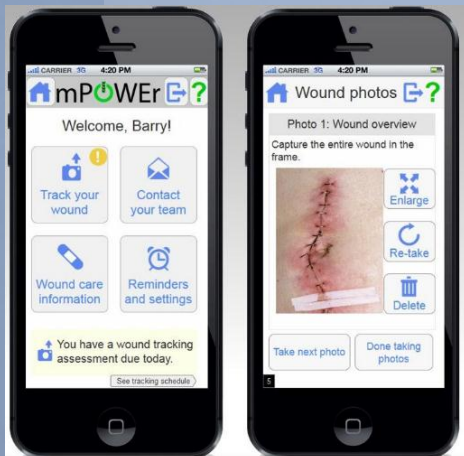 CARRIER 3G 4:20 PM
mPOWEr ?
Welcome, Barry!
Track your
wound
Contact
your team
Wound care
information
Reminders
and settings
You have a wound tracking
assessment due today.
See tracking schedule
CARRIER 3G 4:20 PM
Wound photos ?
Photo 1: Wound overview
Capture the entire wound in the
frame.
Enlarge
Re-take
Delete
Take next photo
Done taking
photos
5